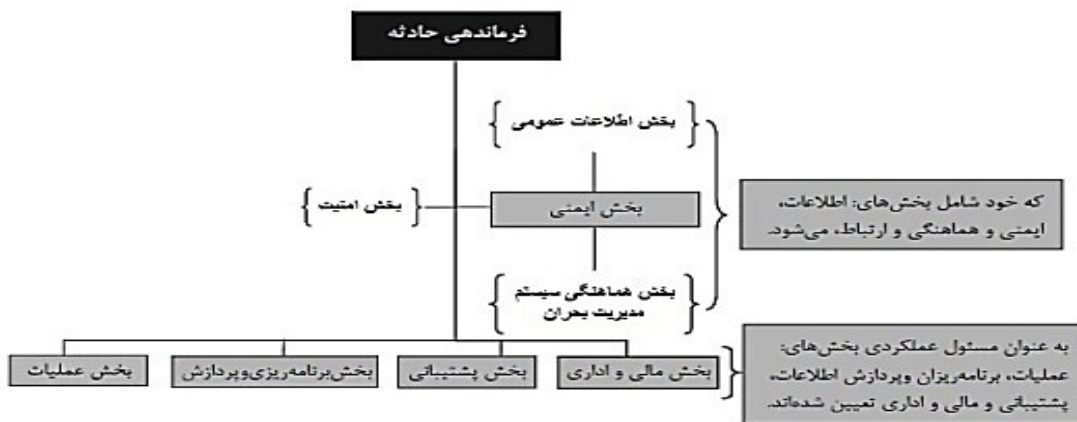 فرماندهی حادثه
بخش اطلاعات عمومی
بخش امنیت
بخش ایمنی
که خود شامل بخش‌های: اطلاعات،
ایمنی و هماهنگی و ارتباط، می‌شود.
بخش هماهنگی سیستم
مدیریت بحران
بخش مالی و اداری
بخش پشتیبانی
بخش‌برنامه‌ریزی‌وپردازش
بخش عملیات
به عنوان مسئول عملکردی بخش‌های:
عملیات، برنامه‌ریزان وپردازش اطلاعات،
پشتیبانی و مالی و اداری تعیین شده‌اند.